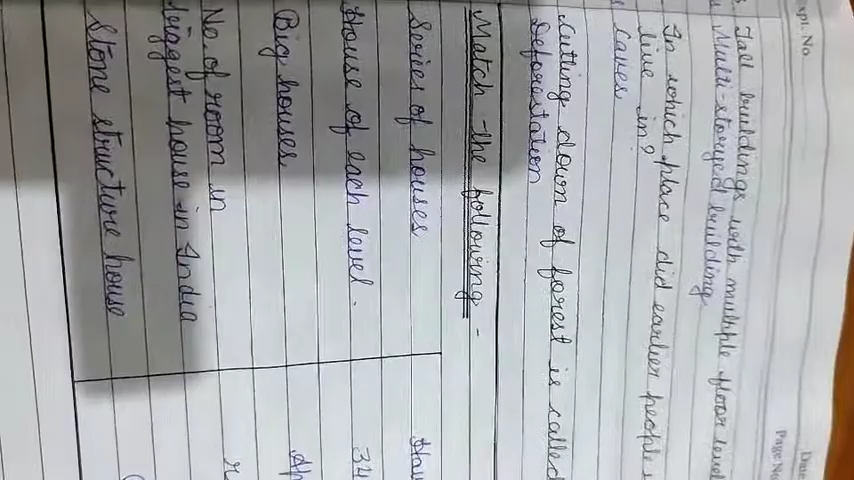 Expt. No
Date
Page No
Tall buildings with multiple floor level
Multi-storyed building
In which place did earlier people
live in?
caves
Cutting down of forest is called
Deforestation
Match the following -
Series of houses
House of each level.
34
Big houses
No. of room in
biggest house in India
Stone structure house